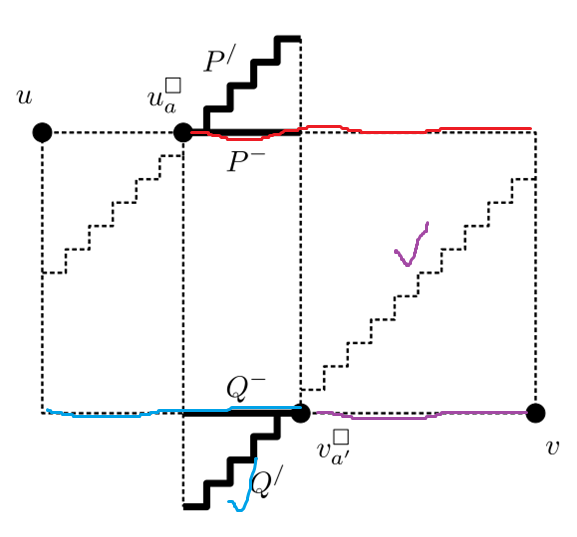 P^/
u
u_a^□
P^−
Q^−
v_{a'}^□
v
Q^/